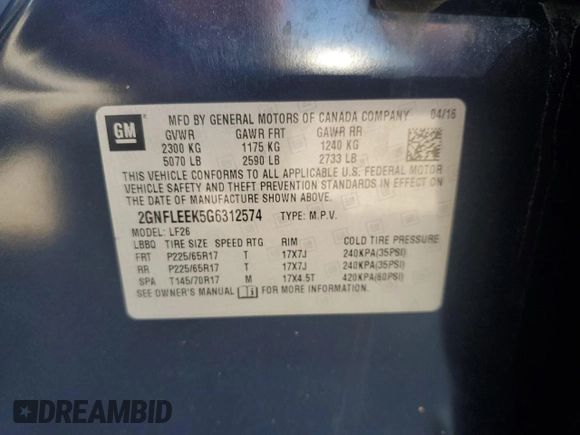 GM
MFD BY GENERAL MOTORS OF CANADA COMPANY 04/16
GVWR GAWR FRT GAWR RR
2300 KG 1175 KG 1240 KG
5070 LB 2590 LB 2733 LB
THIS VEHICLE CONFORMS TO ALL APPLICABLE U.S. FEDERAL MOTOR
VEHICLE SAFETY AND THEFT PREVENTION STANDARDS IN EFFECT ON
THE DATE OF MANUFACTURE SHOWN ABOVE.
2GNFLEEK5G6312574 TYPE: M.P.V.
MODEL: LF26
LBBQ TIRE SIZE SPEED RTG RIM COLD TIRE PRESSURE
FRT P225/65R17 T 17X7J 240KPA(35PSI)
RR P225/65R17 T 17X7J 240KPA(35PSI)
SPA T145/70R17 M 17X4.5T 420KPA(60PSI)
SEE OWNER'S MANUAL FOR MORE INFORMATION
DREAMBID